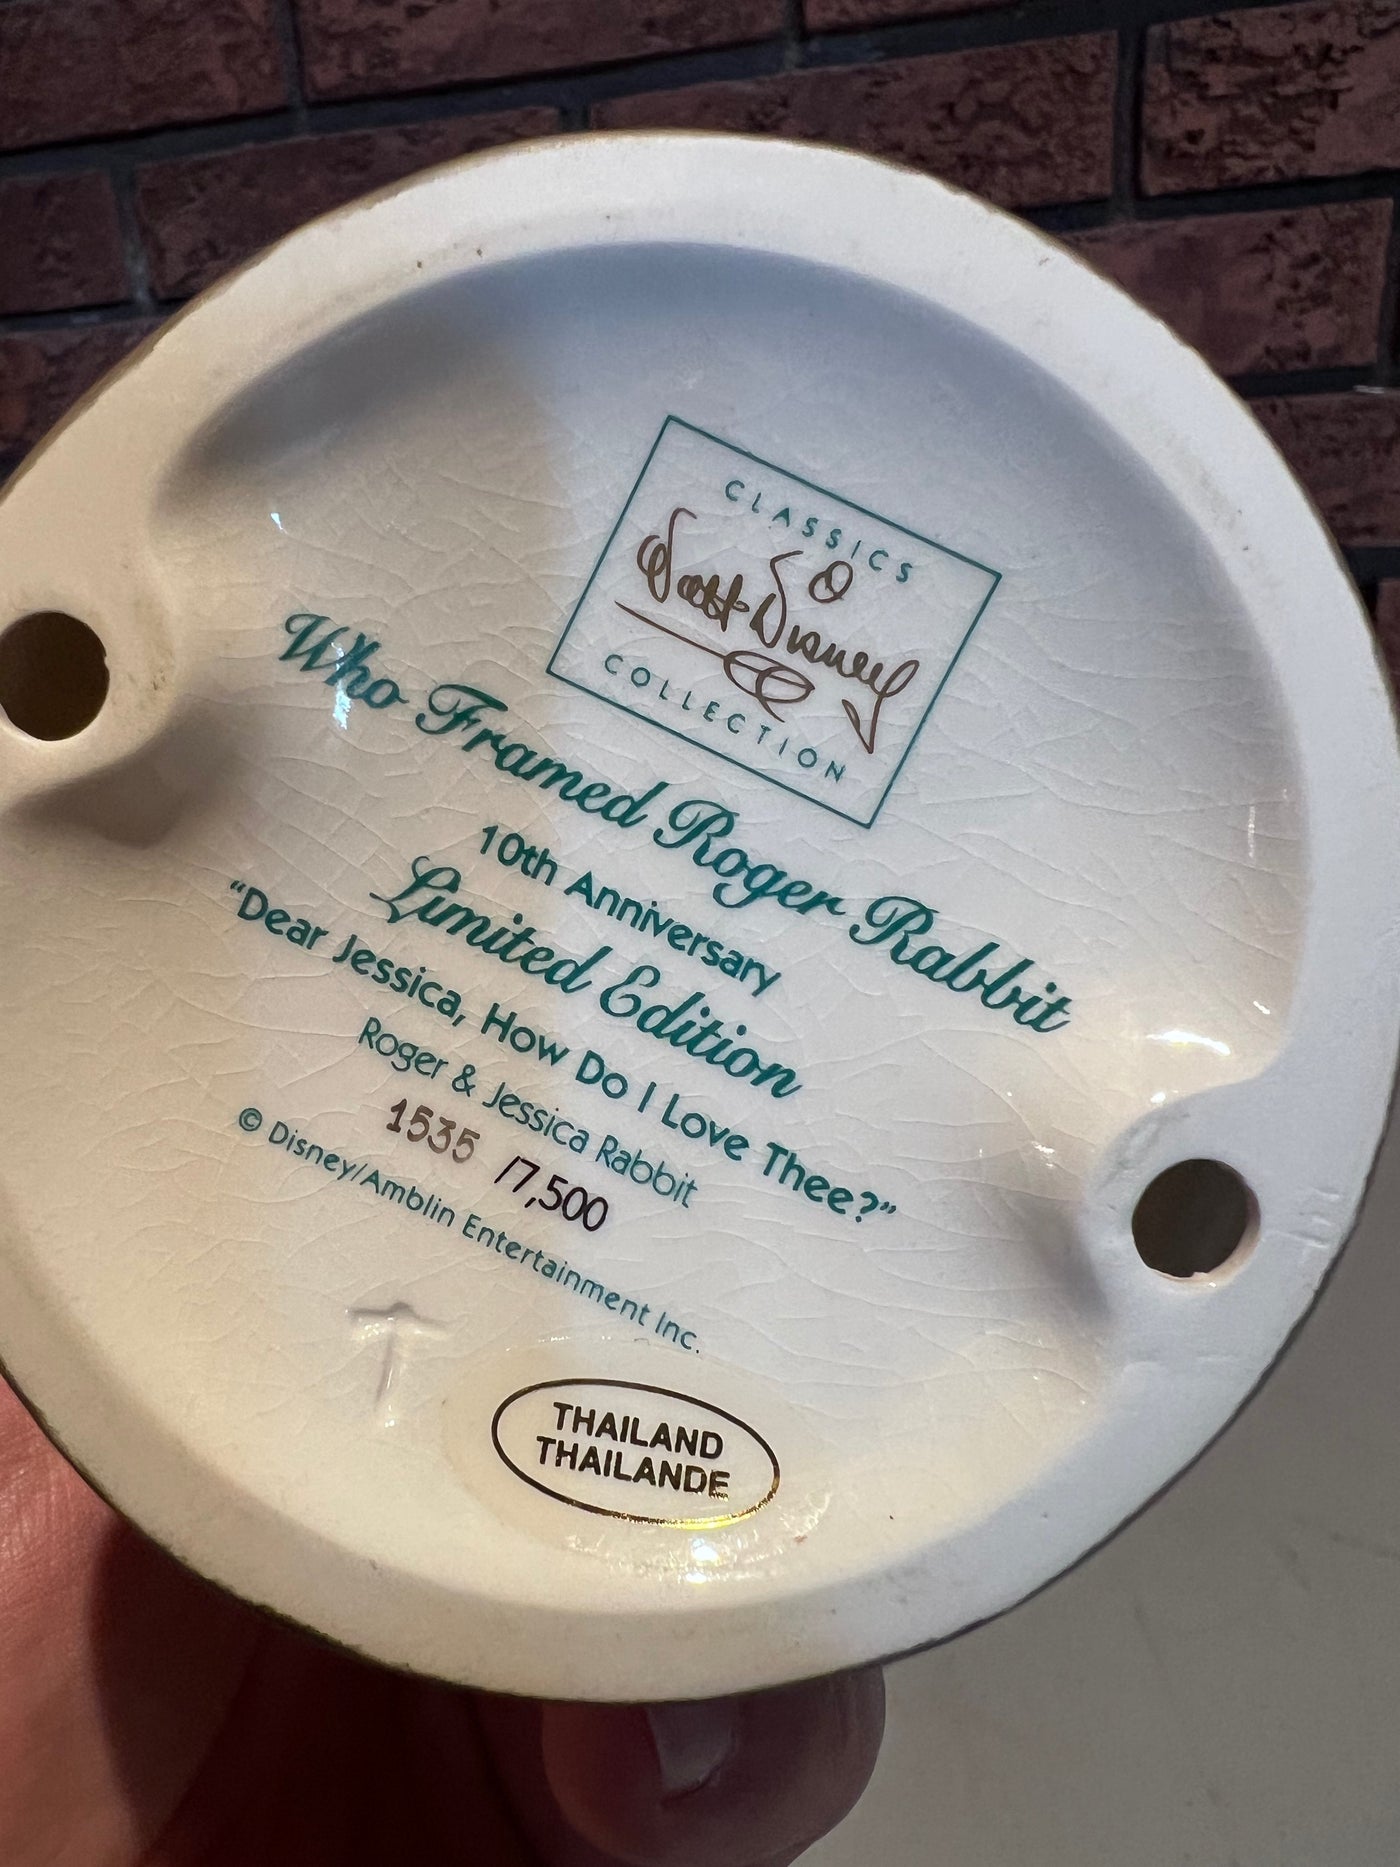 CLASSICS
Walt Disney
COLLECTION
Who Framed Roger Rabbit
10th Anniversary
Limited Edition
“Dear Jessica, How Do I Love Thee?”
Roger & Jessica Rabbit
1535 /7,500
© Disney/Amblin Entertainment Inc.
THAILAND
THAILANDE